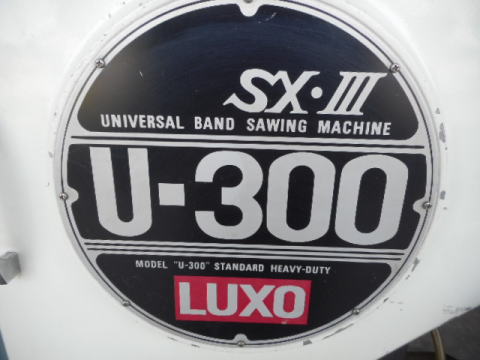 SX·III
UNIVERSAL BAND SAWING MACHINE
U-300
MODEL "U-300" STANDARD HEAVY-DUTY
LUXO